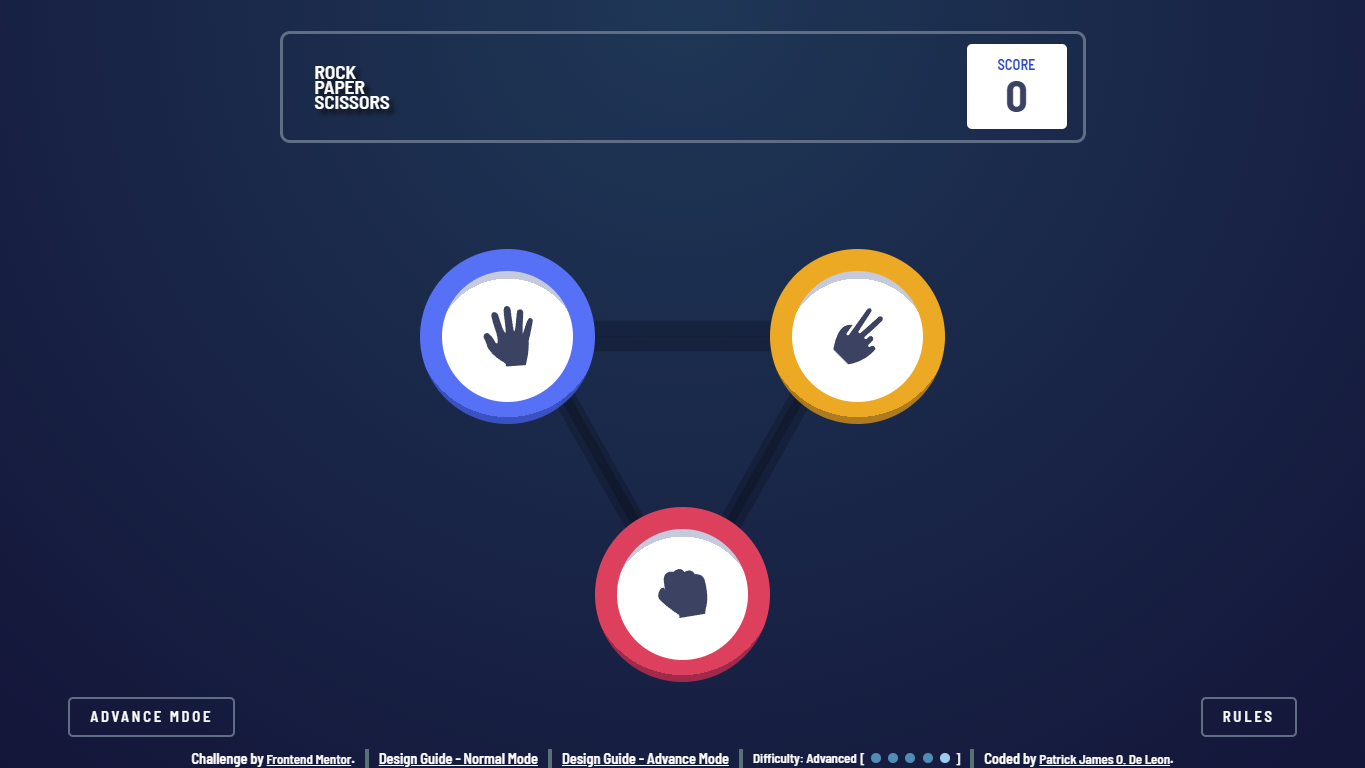 ROCK
PAPER
SCISSORS
SCORE
0
ADVANCE MDOE
RULES
Challenge by Frontend Mentor. Design Guide - Normal Mode Design Guide - Advance Mode Difficulty: Advanced [ ] Coded by Patrick James O. De Leon.